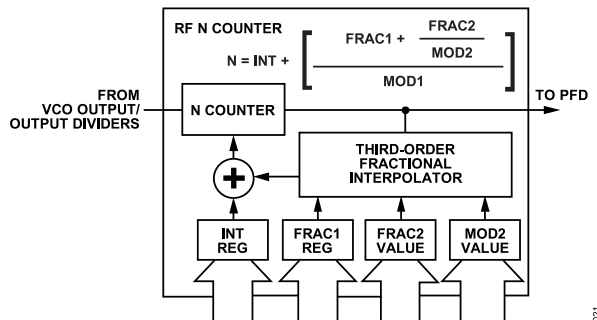 RF N COUNTER
N = INT +
FRAC1 +
FRAC2
MOD2
MOD1
FROM
VCO OUTPUT/
OUTPUT DIVIDERS
N COUNTER
TO PFD
THIRD-ORDER
FRACTIONAL
INTERPOLATOR
+
INT
REG
FRAC1
REG
FRAC2
VALUE
MOD2
VALUE